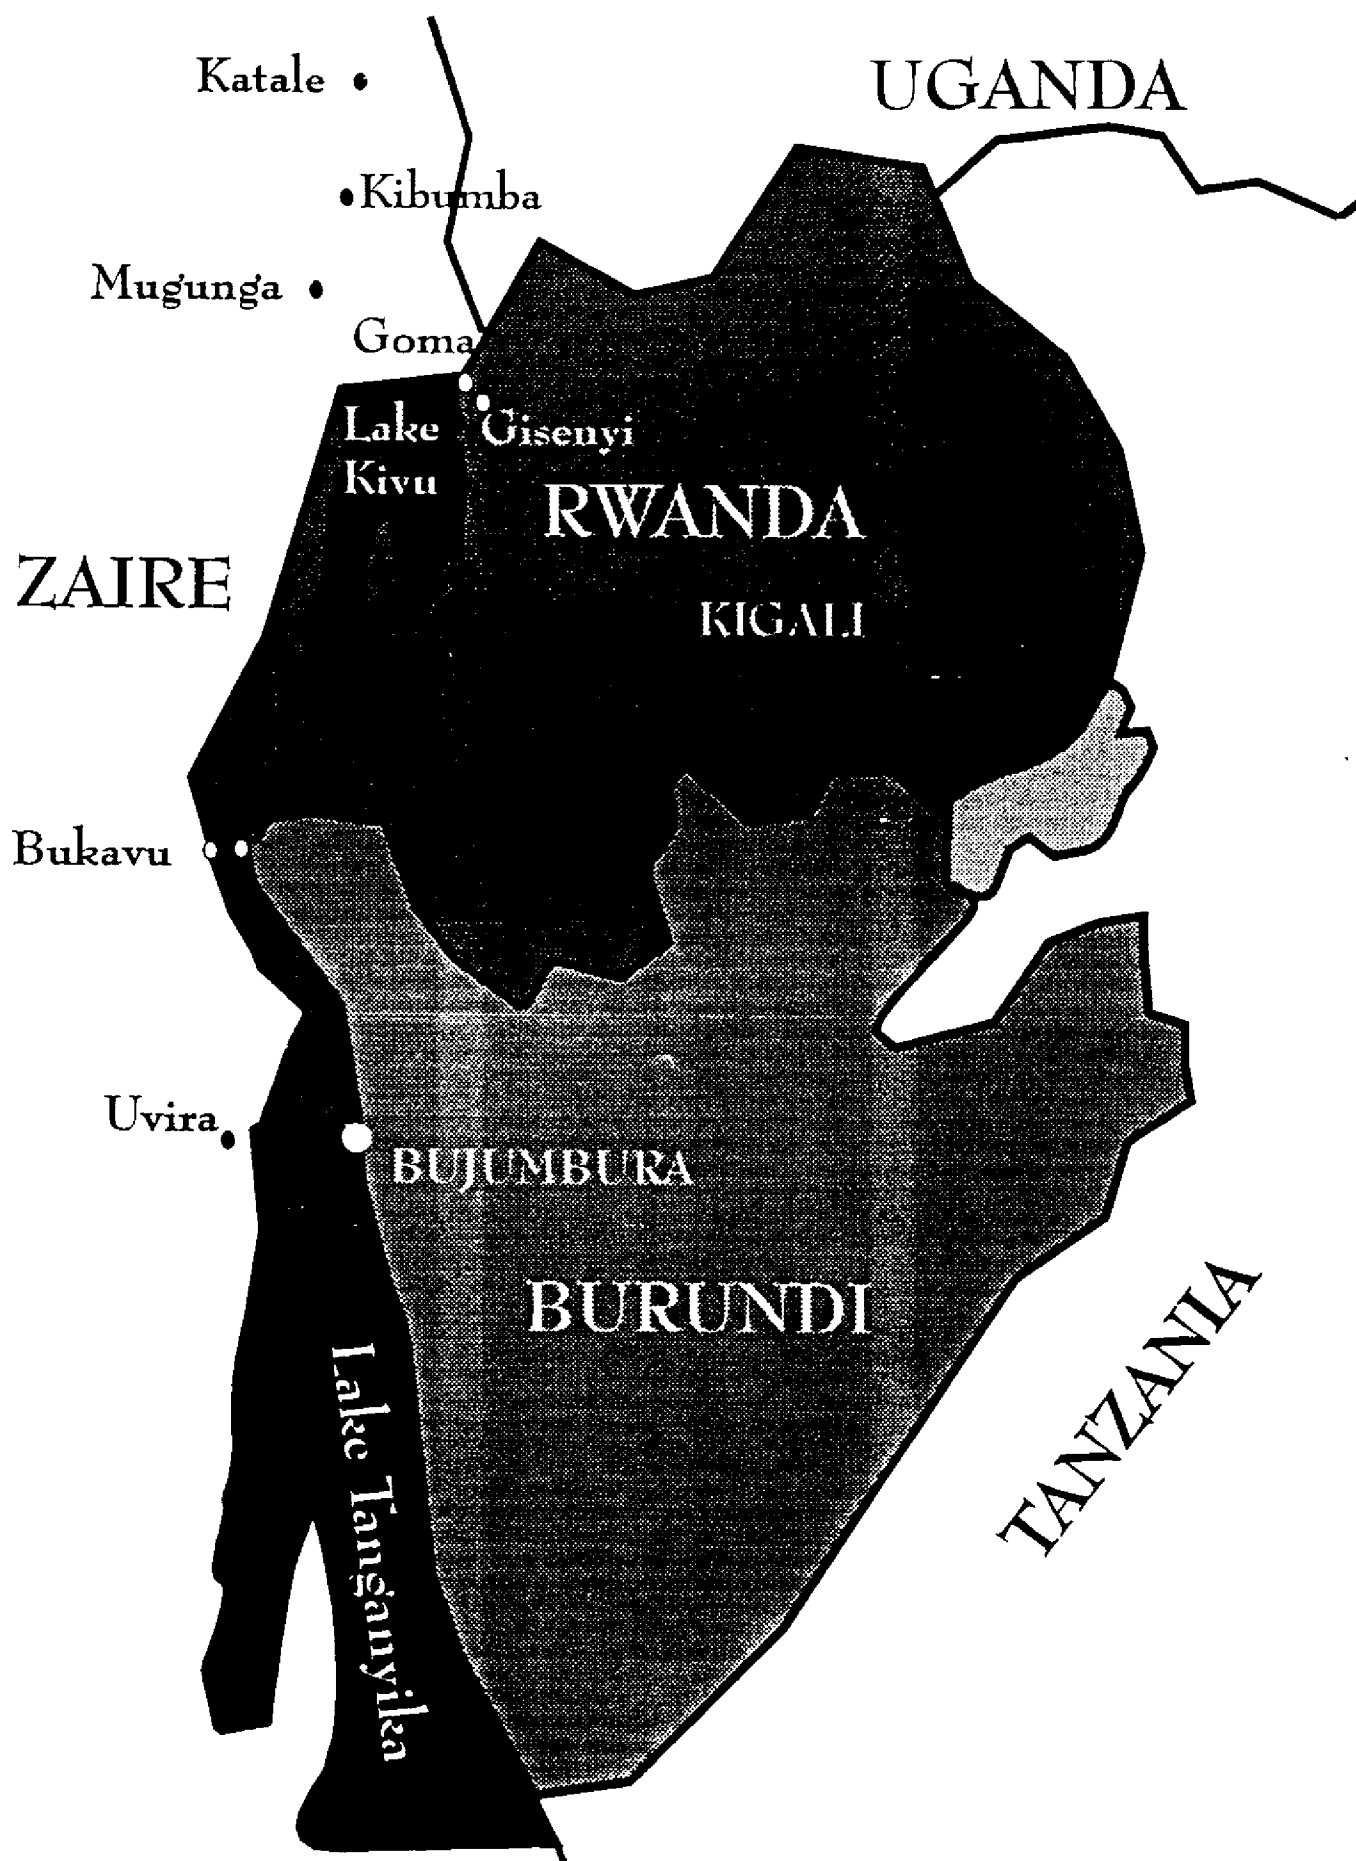 Katale
UGANDA
Kibumba
Mugunga
Goma
Lake
Kivu
Gisenyi
RWANDA
ZAIRE
KIGALI
Bukavu
Uvira
BUJUMBURA
BURUNDI
TANZANIA
Lake Tanganyika